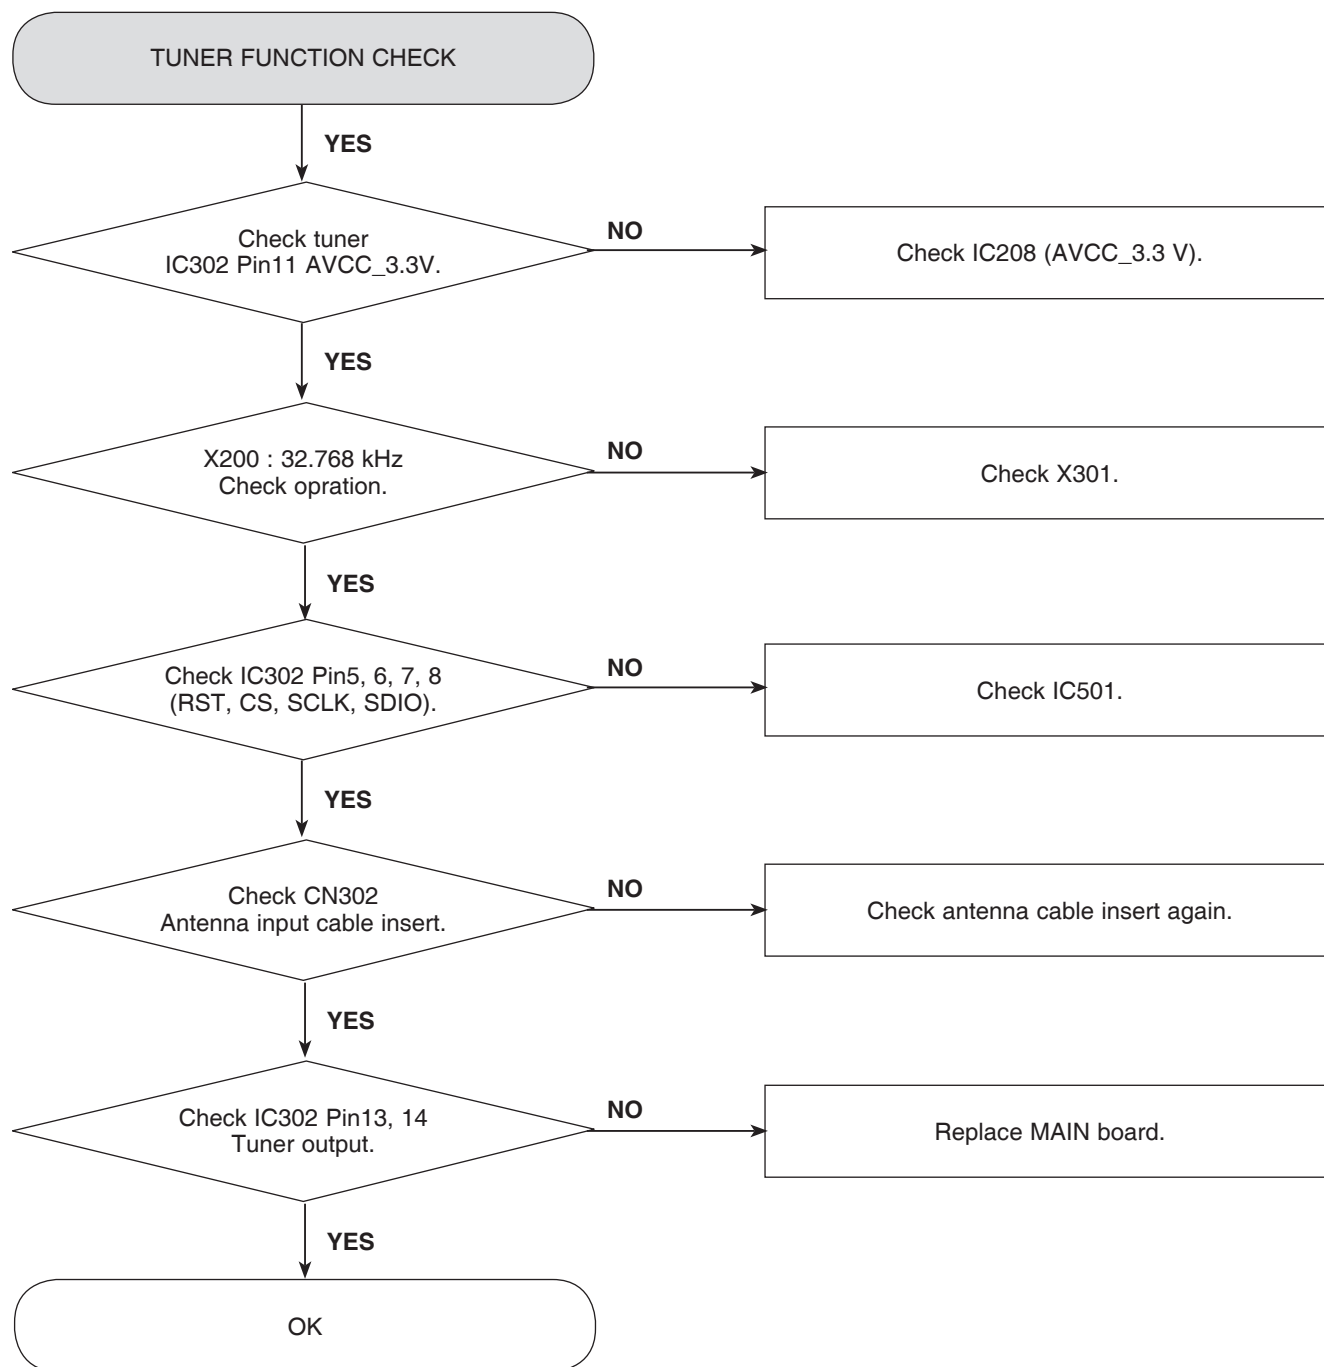 TUNER FUNCTION CHECK
YES
Check tuner
IC302 Pin11 AVCC_3.3V.
NO
Check IC208 (AVCC_3.3 V).
YES
X200 : 32.768 kHz
Check opration.
NO
Check X301.
YES
Check IC302 Pin5, 6, 7, 8
(RST, CS, SCLK, SDIO).
NO
Check IC501.
YES
Check CN302
Antenna input cable insert.
NO
Check antenna cable insert again.
YES
Check IC302 Pin13, 14
Tuner output.
NO
Replace MAIN board.
YES
OK